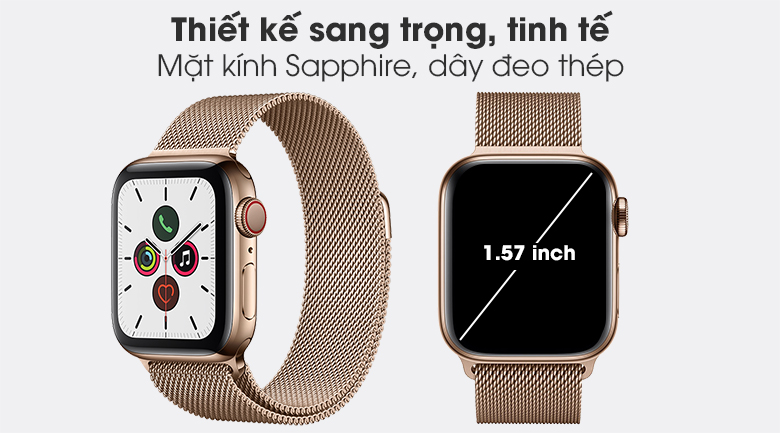 Thiết kế sang trọng, tinh tế
Mặt kính Sapphire, dây đeo thép
1.57 inch